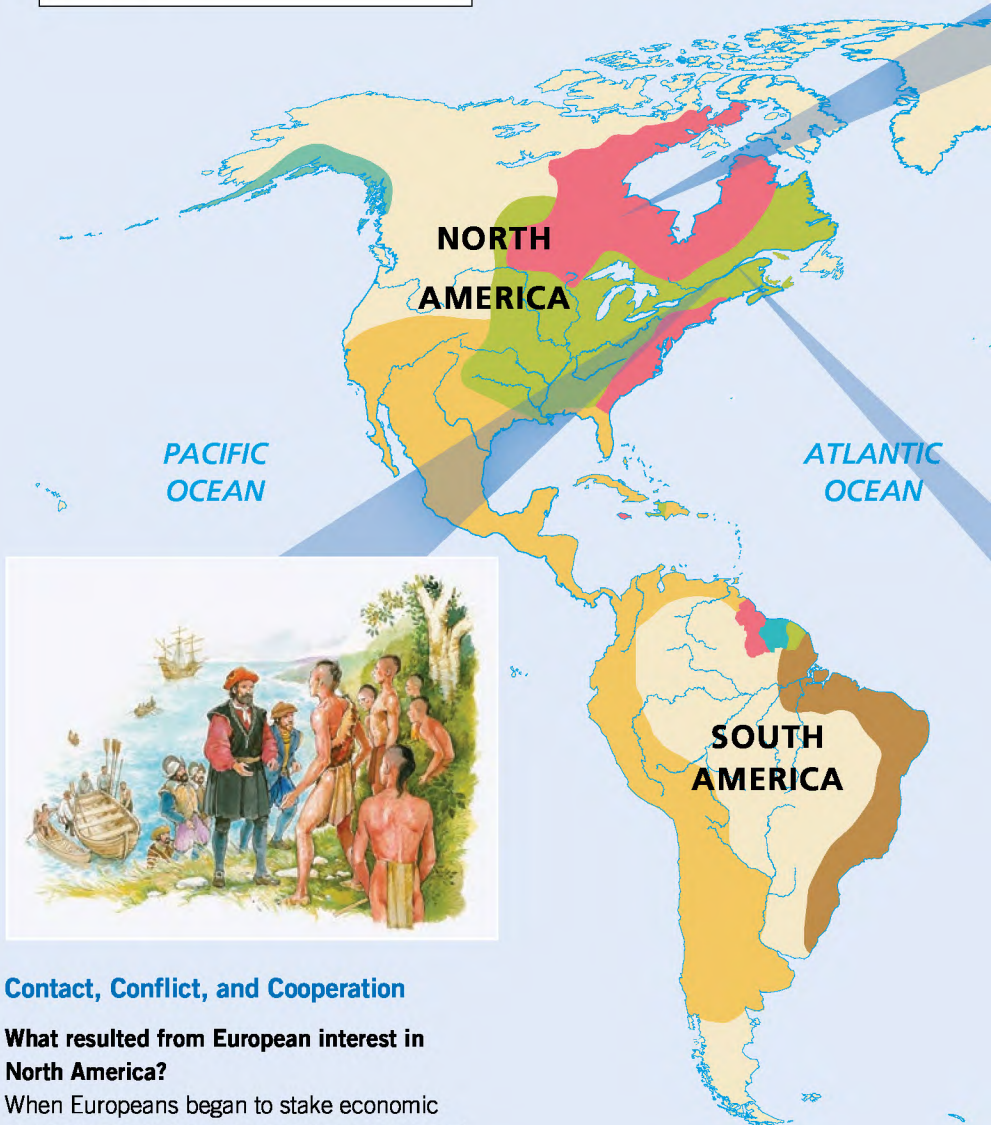 NORTH
AMERICA
PACIFIC
OCEAN
ATLANTIC
OCEAN
SOUTH
AMERICA
Contact, Conflict, and Cooperation
What resulted from European interest in
North America?
When Europeans began to stake economic